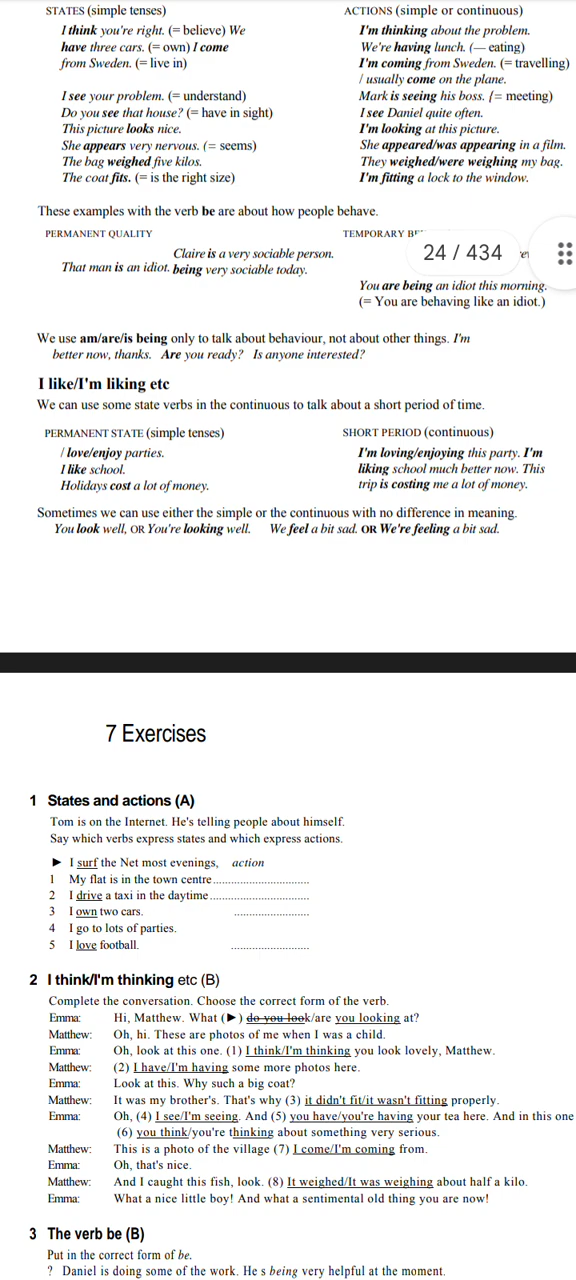 STATES (simple tenses)
I think you're right. (= believe) We
have three cars. (= own) I come
from Sweden. (= live in)
I see your problem. (= understand)
Do you see that house? (= have in sight)
This picture looks nice.
She appears very nervous. (= seems)
The bag weighed five kilos.
The coat fits. (= is the right size)
ACTIONS (simple or continuous)
I'm thinking about the problem.
We're having lunch. (— eating)
I'm coming from Sweden. (= travelling)
/ usually come on the plane.
Mark is seeing his boss. {= meeting)
I see Daniel quite often.
I'm looking at this picture.
She appeared/was appearing in a film.
They weighed/were weighing my bag.
I'm fitting a lock to the window.
These examples with the verb be are about how people behave.
PERMANENT QUALITY
Claire is a very sociable person.
That man is an idiot. being very sociable today.
TEMPORARY
24 / 434
You are being an idiot this morning.
(= You are behaving like an idiot.)
We use am/are/is being only to talk about behaviour, not about other things. I'm
better now, thanks. Are you ready? Is anyone interested?
I like/I'm liking etc
We can use some state verbs in the continuous to talk about a short period of time.
PERMANENT STATE (simple tenses)
/ love/enjoy parties.
I like school.
Holidays cost a lot of money.
SHORT PERIOD (continuous)
I'm loving/enjoying this party. I'm
liking school much better now. This
trip is costing me a lot of money.
Sometimes we can use either the simple or the continuous with no difference in meaning.
You look well, OR You're looking well. We feel a bit sad. OR We're feeling a bit sad.
7 Exercises
1 States and actions (A)
Tom is on the Internet. He's telling people about himself.
Say which verbs express states and which express actions.
► I surf the Net most evenings, action
1 My flat is in the town centre..............................
2 I drive a taxi in the daytime...............................
3 I own two cars. .......................
4 I go to lots of parties.
5 I love football. ........................
2 I think/I'm thinking etc (B)
Complete the conversation. Choose the correct form of the verb.
Emma: Hi, Matthew. What (►) do you look/are you looking at?
Matthew: Oh, hi. These are photos of me when I was a child.
Emma: Oh, look at this one. (1) I think/I'm thinking you look lovely, Matthew.
Matthew: (2) I have/I'm having some more photos here.
Emma: Look at this. Why such a big coat?
Matthew: It was my brother's. That's why (3) it didn't fit/it wasn't fitting properly.
Emma: Oh, (4) I see/I'm seeing. And (5) you have/you're having your tea here. And in this one
(6) you think/you're thinking about something very serious.
Matthew: This is a photo of the village (7) I come/I'm coming from.
Emma: Oh, that's nice.
Matthew: And I caught this fish, look. (8) It weighed/It was weighing about half a kilo.
Emma: What a nice little boy! And what a sentimental old thing you are now!
3 The verb be (B)
Put in the correct form of be.
? Daniel is doing some of the work. He s being very helpful at the moment.